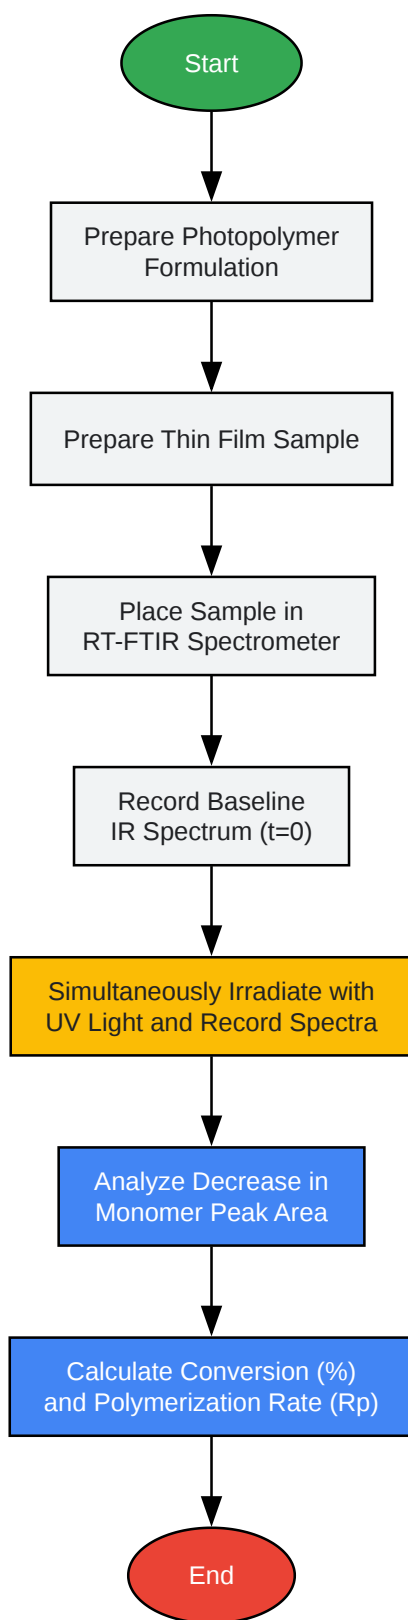 Start
Prepare Photopolymer
Formulation
Prepare Thin Film Sample
Place Sample in
RT-FTIR Spectrometer
Record Baseline
IR Spectrum (t=0)
Simultaneously Irradiate with
UV Light and Record Spectra
Analyze Decrease in
Monomer Peak Area
Calculate Conversion (%)
and Polymerization Rate (Rp)
End